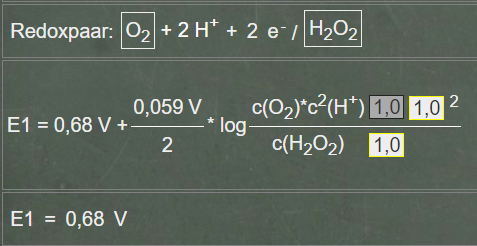 Redoxpaar: O₂ + 2 H⁺ + 2 e⁻ / H₂O₂
E1 = 0,68 V + 0,059 V / 2 * log c(O₂)*c²(H⁺) 1,0 1,0 ² / c(H₂O₂) 1,0
E1 = 0,68 V